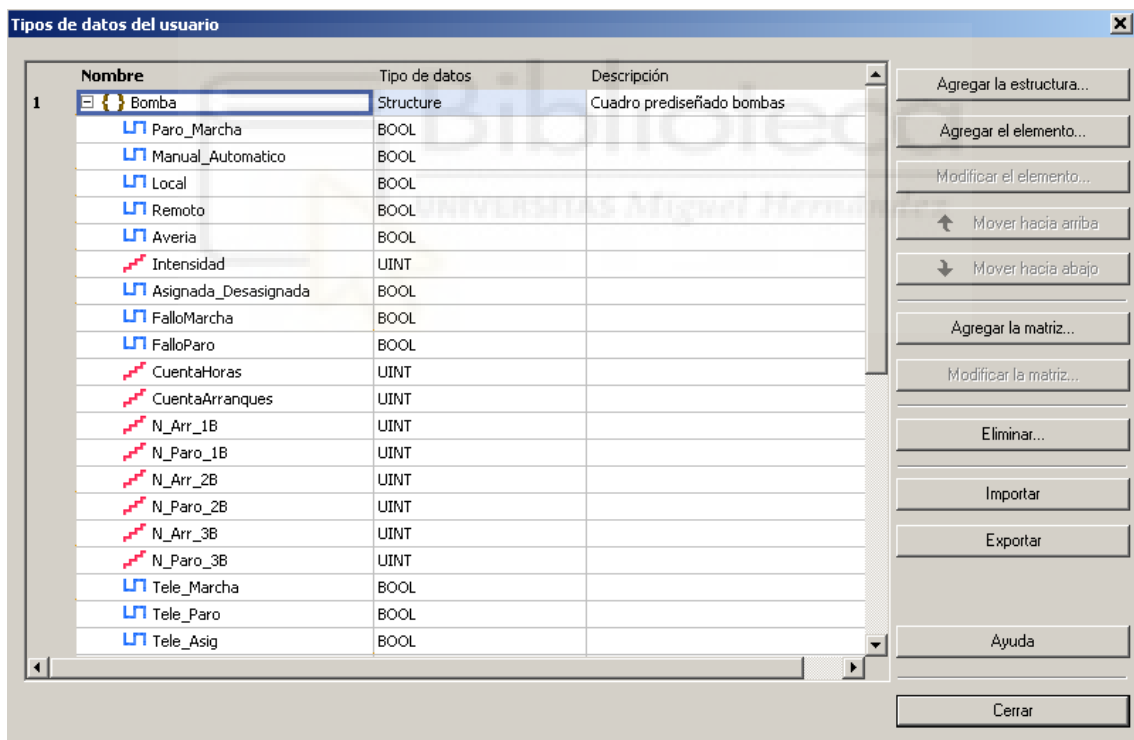 Tipos de datos del usuario
Nombre Tipo de datos Descripción
1 Bomba Structure Cuadro prediseñado bombas
Paro_Marcha BOOL
Manual_Automatico BOOL
Local BOOL
Remoto BOOL
Averia BOOL
Intensidad UINT
Asignada_Desasignada BOOL
FalloMarcha BOOL
FalloParo BOOL
CuentaHoras UINT
CuentaArranques UINT
N_Arr_1B UINT
N_Paro_1B UINT
N_Arr_2B UINT
N_Paro_2B UINT
N_Arr_3B UINT
N_Paro_3B UINT
Tele_Marcha BOOL
Tele_Paro BOOL
Tele_Asig BOOL
Agregar la estructura...
Agregar el elemento...
Modificar el elemento...
Mover hacia arriba
Mover hacia abajo
Agregar la matriz...
Modificar la matriz...
Eliminar...
Importar
Exportar
Ayuda
Cerrar
Biblioteca
UNIVERSITAS Miguel Hernández